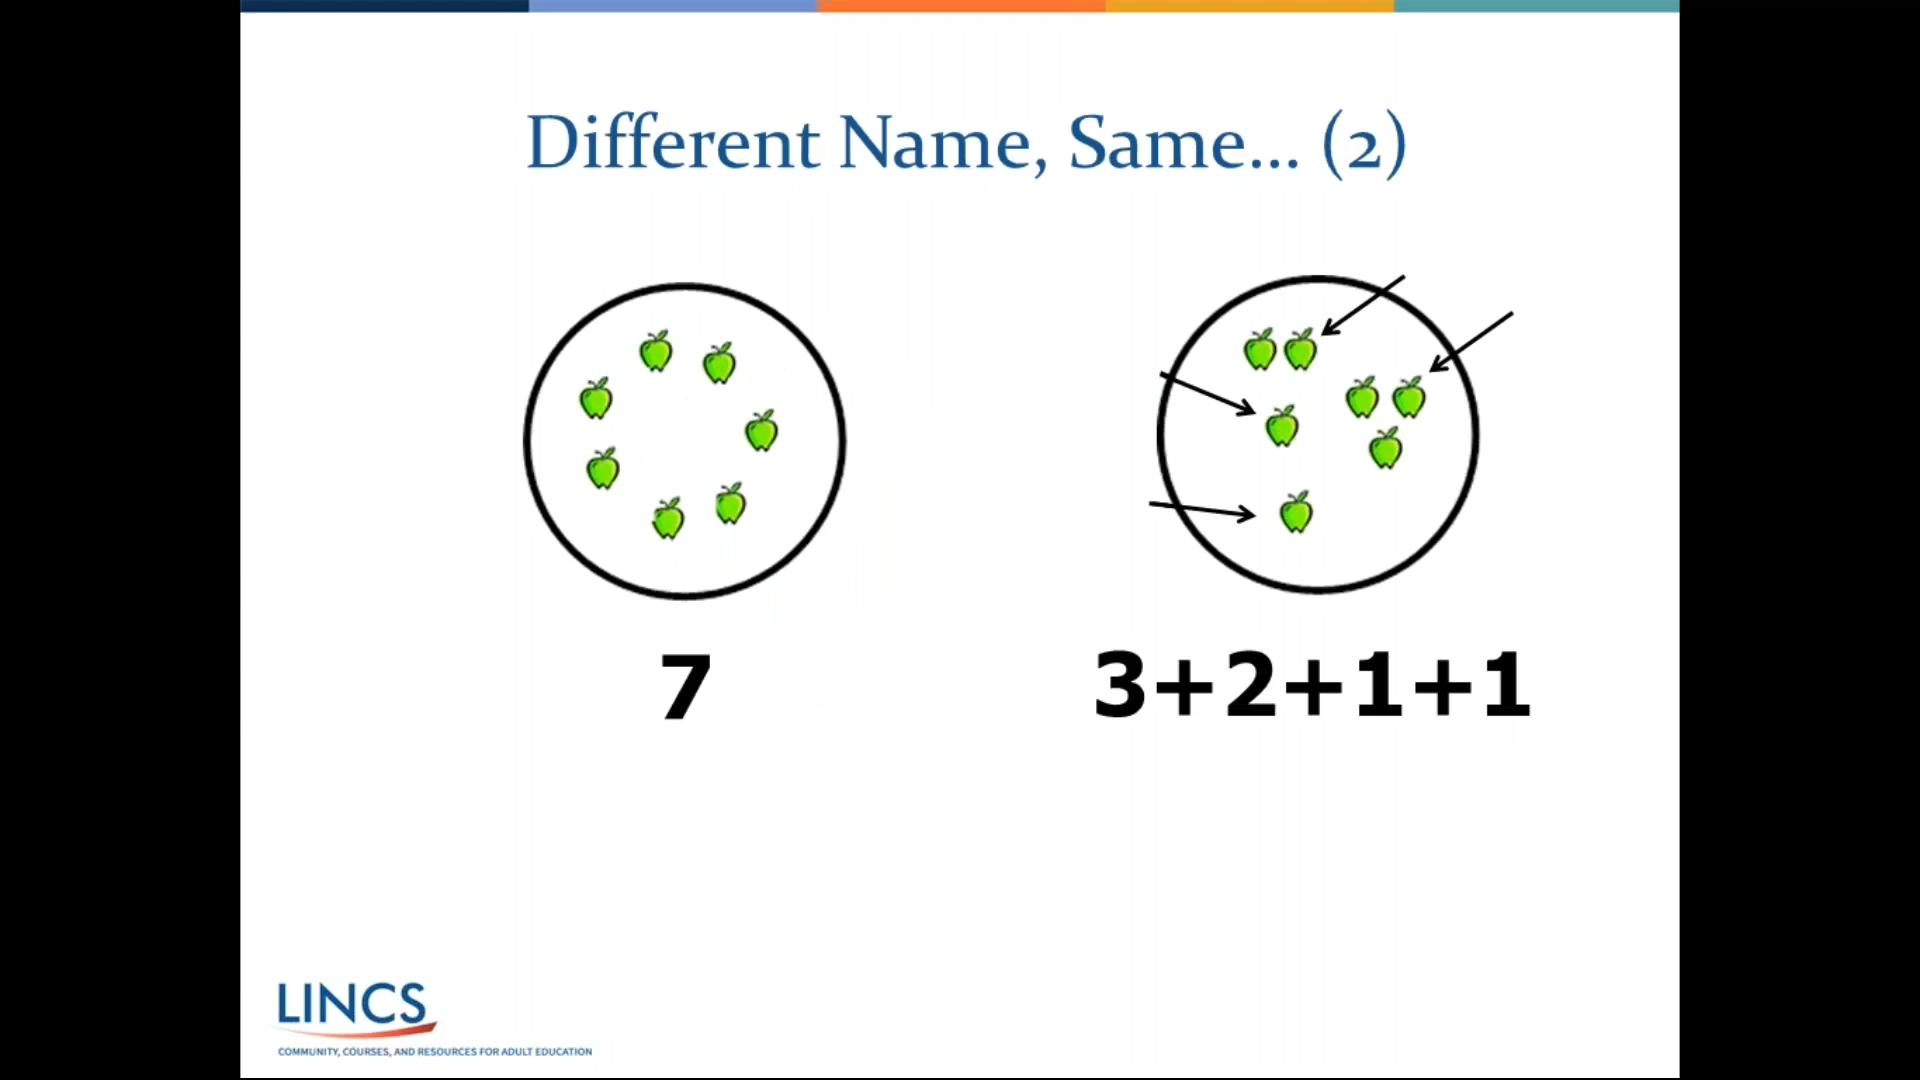 Different Name, Same... (2)
7
3+2+1+1
LINCS
COMMUNITY, COURSES, AND RESOURCES FOR ADULT EDUCATION